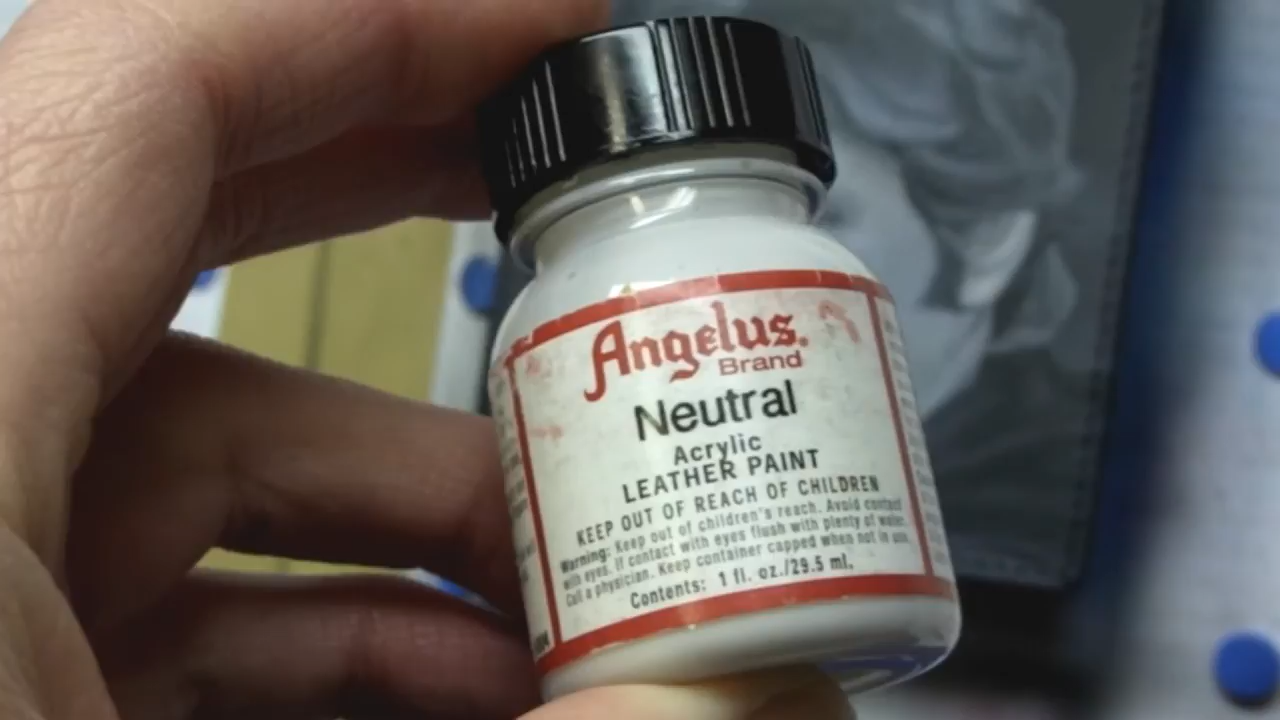 Angelus.
Brand
Neutral
Acrylic
LEATHER PAINT
KEEP OUT OF REACH OF CHILDREN
Warning: Keep out of children's reach. Avoid contact
with eyes. If contact with eyes flush with plenty of water.
Call a physician. Keep container capped when not in use.
Contents: 1 fl. oz./29.5 ml.